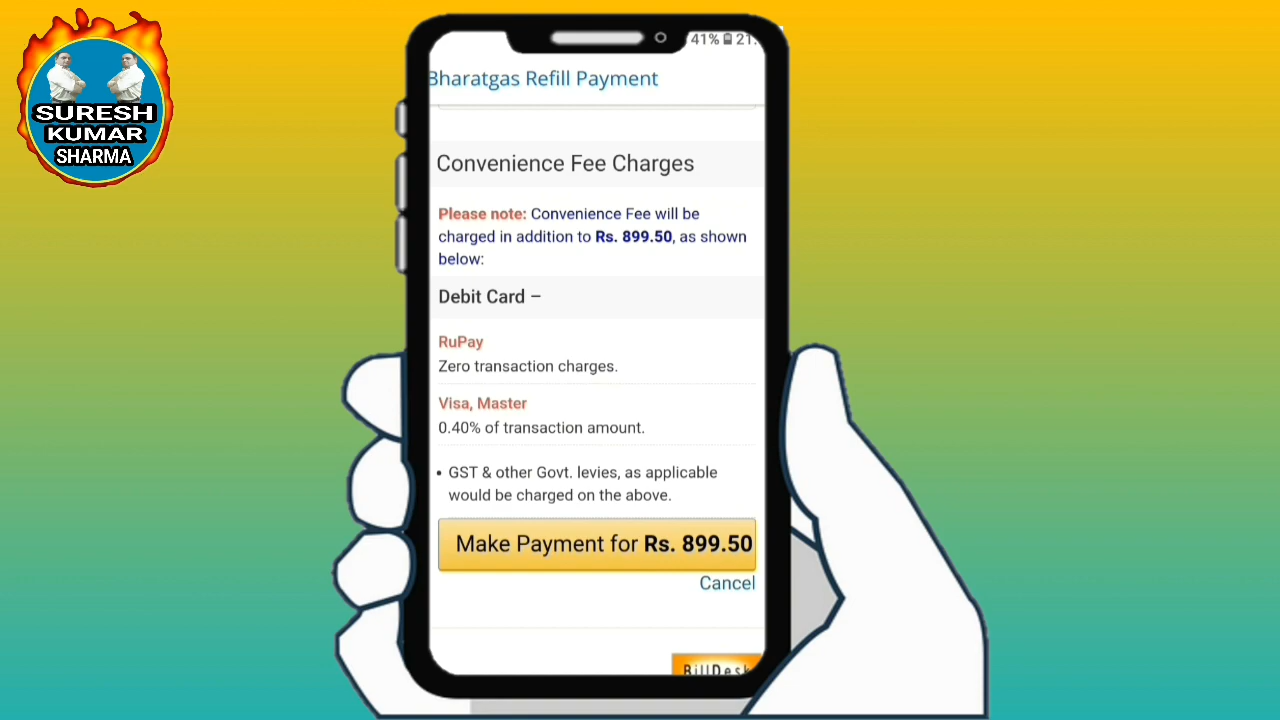 SURESH
KUMAR
SHARMA
41% 21.
Bharatgas Refill Payment
Convenience Fee Charges
Please note: Convenience Fee will be
charged in addition to Rs. 899.50, as shown
below:
Debit Card –
RuPay
Zero transaction charges.
Visa, Master
0.40% of transaction amount.
• GST & other Govt. levies, as applicable
would be charged on the above.
Make Payment for Rs. 899.50
Cancel
BillDesk